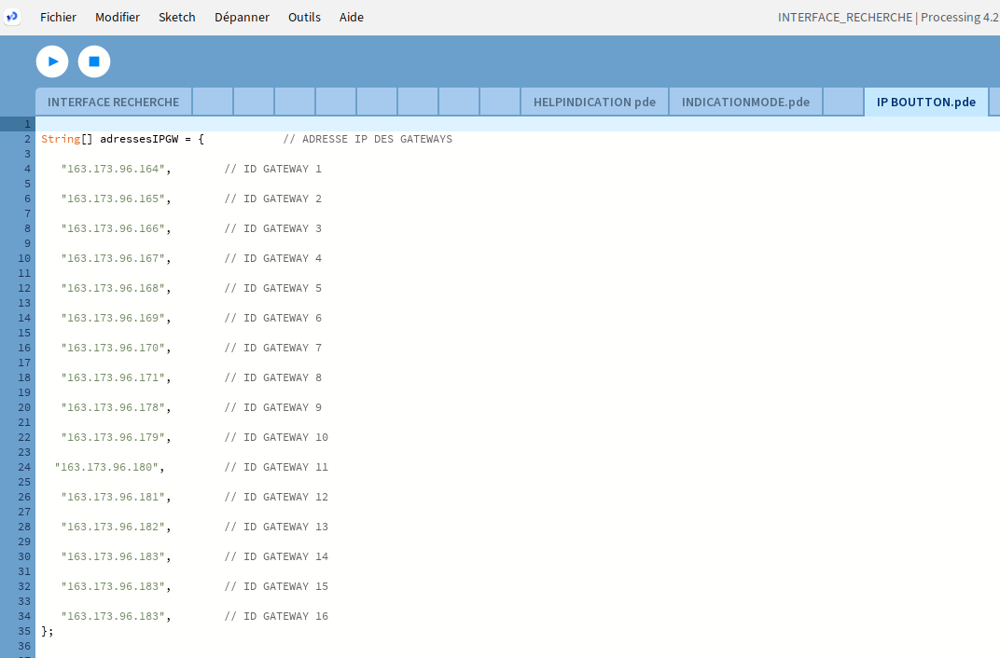 Fichier Modifier Sketch Dépanner Outils Aide INTERFACE_RECHERCHE | Processing 4.2
INTERFACE RECHERCHE HELPINDICATION pde INDICATIONMODE.pde IP BOUTTON.pde
1
2 String[] adressesIPGW = { // ADRESSE IP DES GATEWAYS
3
4 "163.173.96.164", // ID GATEWAY 1
5
6 "163.173.96.165", // ID GATEWAY 2
7
8 "163.173.96.166", // ID GATEWAY 3
9
10 "163.173.96.167", // ID GATEWAY 4
11
12 "163.173.96.168", // ID GATEWAY 5
13
14 "163.173.96.169", // ID GATEWAY 6
15
16 "163.173.96.170", // ID GATEWAY 7
17
18 "163.173.96.171", // ID GATEWAY 8
19
20 "163.173.96.178", // ID GATEWAY 9
21
22 "163.173.96.179", // ID GATEWAY 10
23
24 "163.173.96.180", // ID GATEWAY 11
25
26 "163.173.96.181", // ID GATEWAY 12
27
28 "163.173.96.182", // ID GATEWAY 13
29
30 "163.173.96.183", // ID GATEWAY 14
31
32 "163.173.96.183", // ID GATEWAY 15
33
34 "163.173.96.183", // ID GATEWAY 16
35 };
36